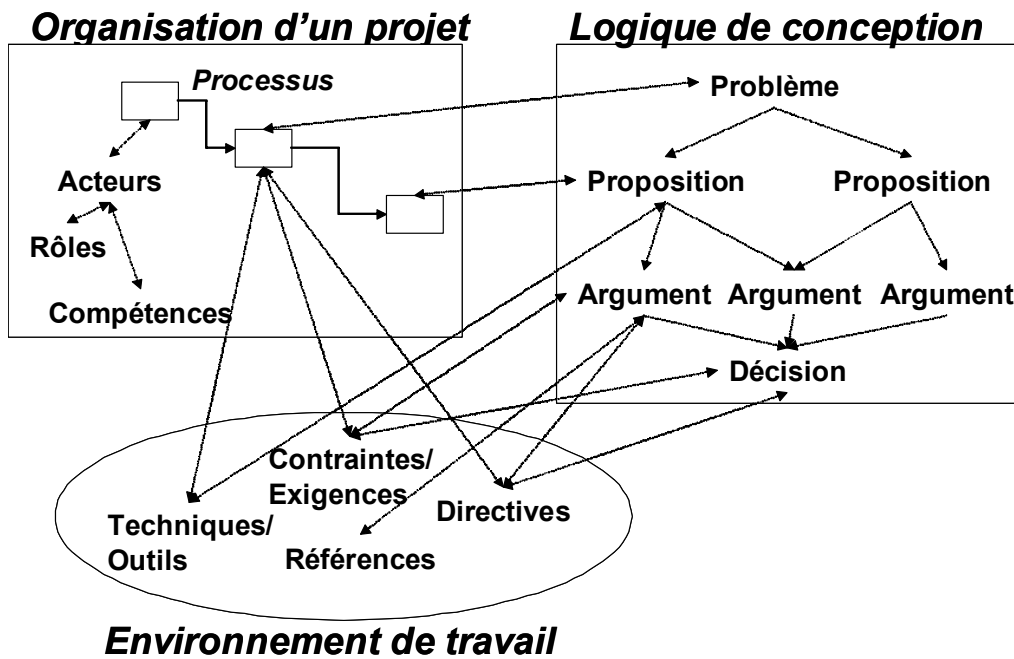 Organisation d'un projet
Logique de conception
Processus
Problème
Acteurs
Proposition
Proposition
Rôles
Compétences
Argument
Argument
Argument
Décision
Contraintes/
Exigences
Techniques/
Outils
Références
Directives
Environnement de travail